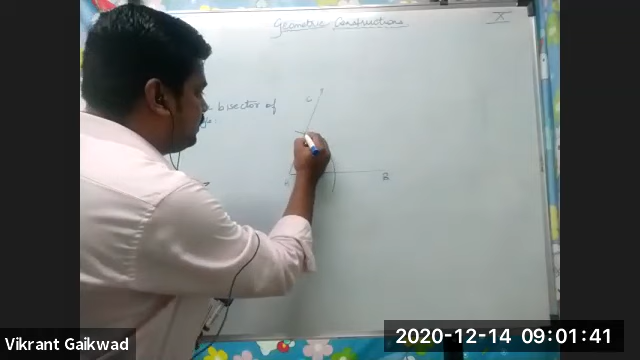 Geometric Constructions
X
bisector of
C
A
B
Vikrant Gaikwad
2020-12-14 09:01:41